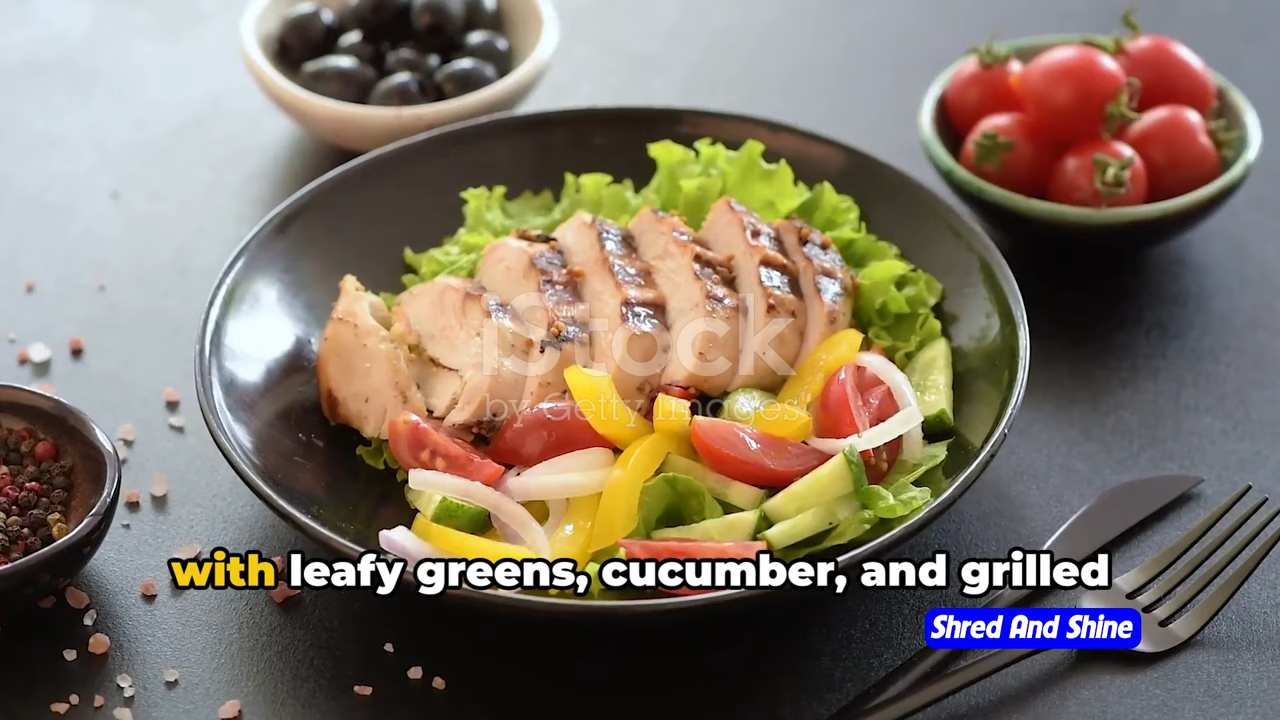 iStock
by Getty Images
with leafy greens, cucumber, and grilled
Shred And Shine